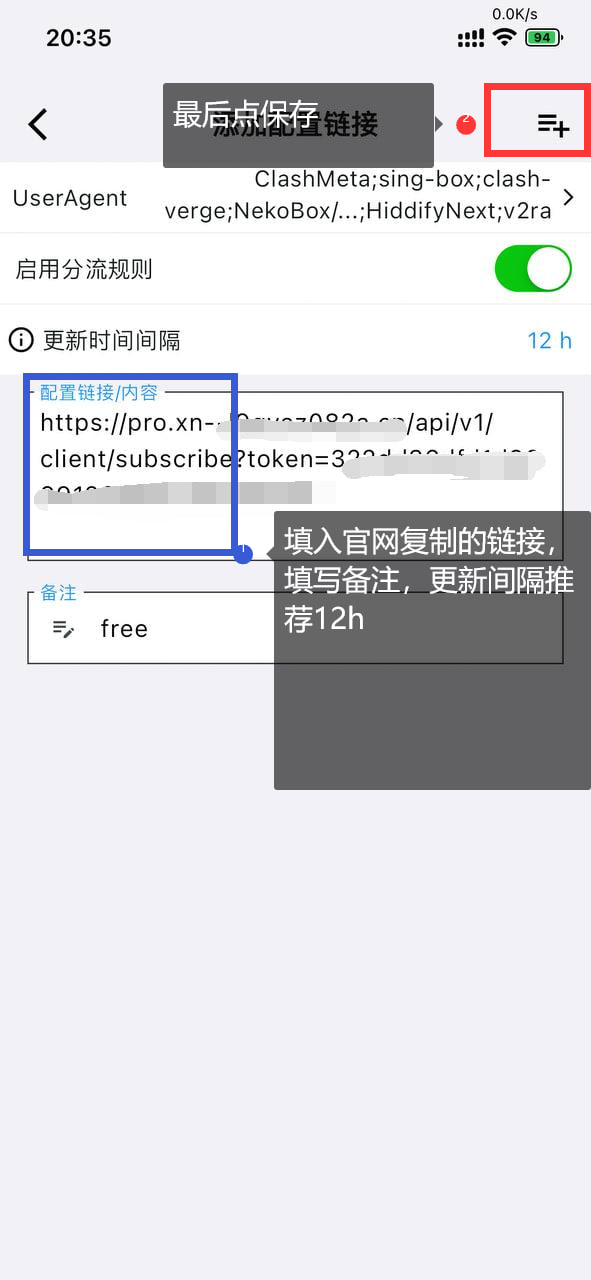 0.0K/s
20:35
94
最后点保存
添加配置链接
2
UserAgent
ClashMeta;sing-box;clash-
verge;NekoBox/...;HiddifyNext;v2ra
启用分流规则
更新时间间隔
12 h
配置链接/内容
https://pro.xn--/api/v1/
client/subscribe?token=
1
填入官网复制的链接，
填写备注，更新间隔推
荐12h
备注
free